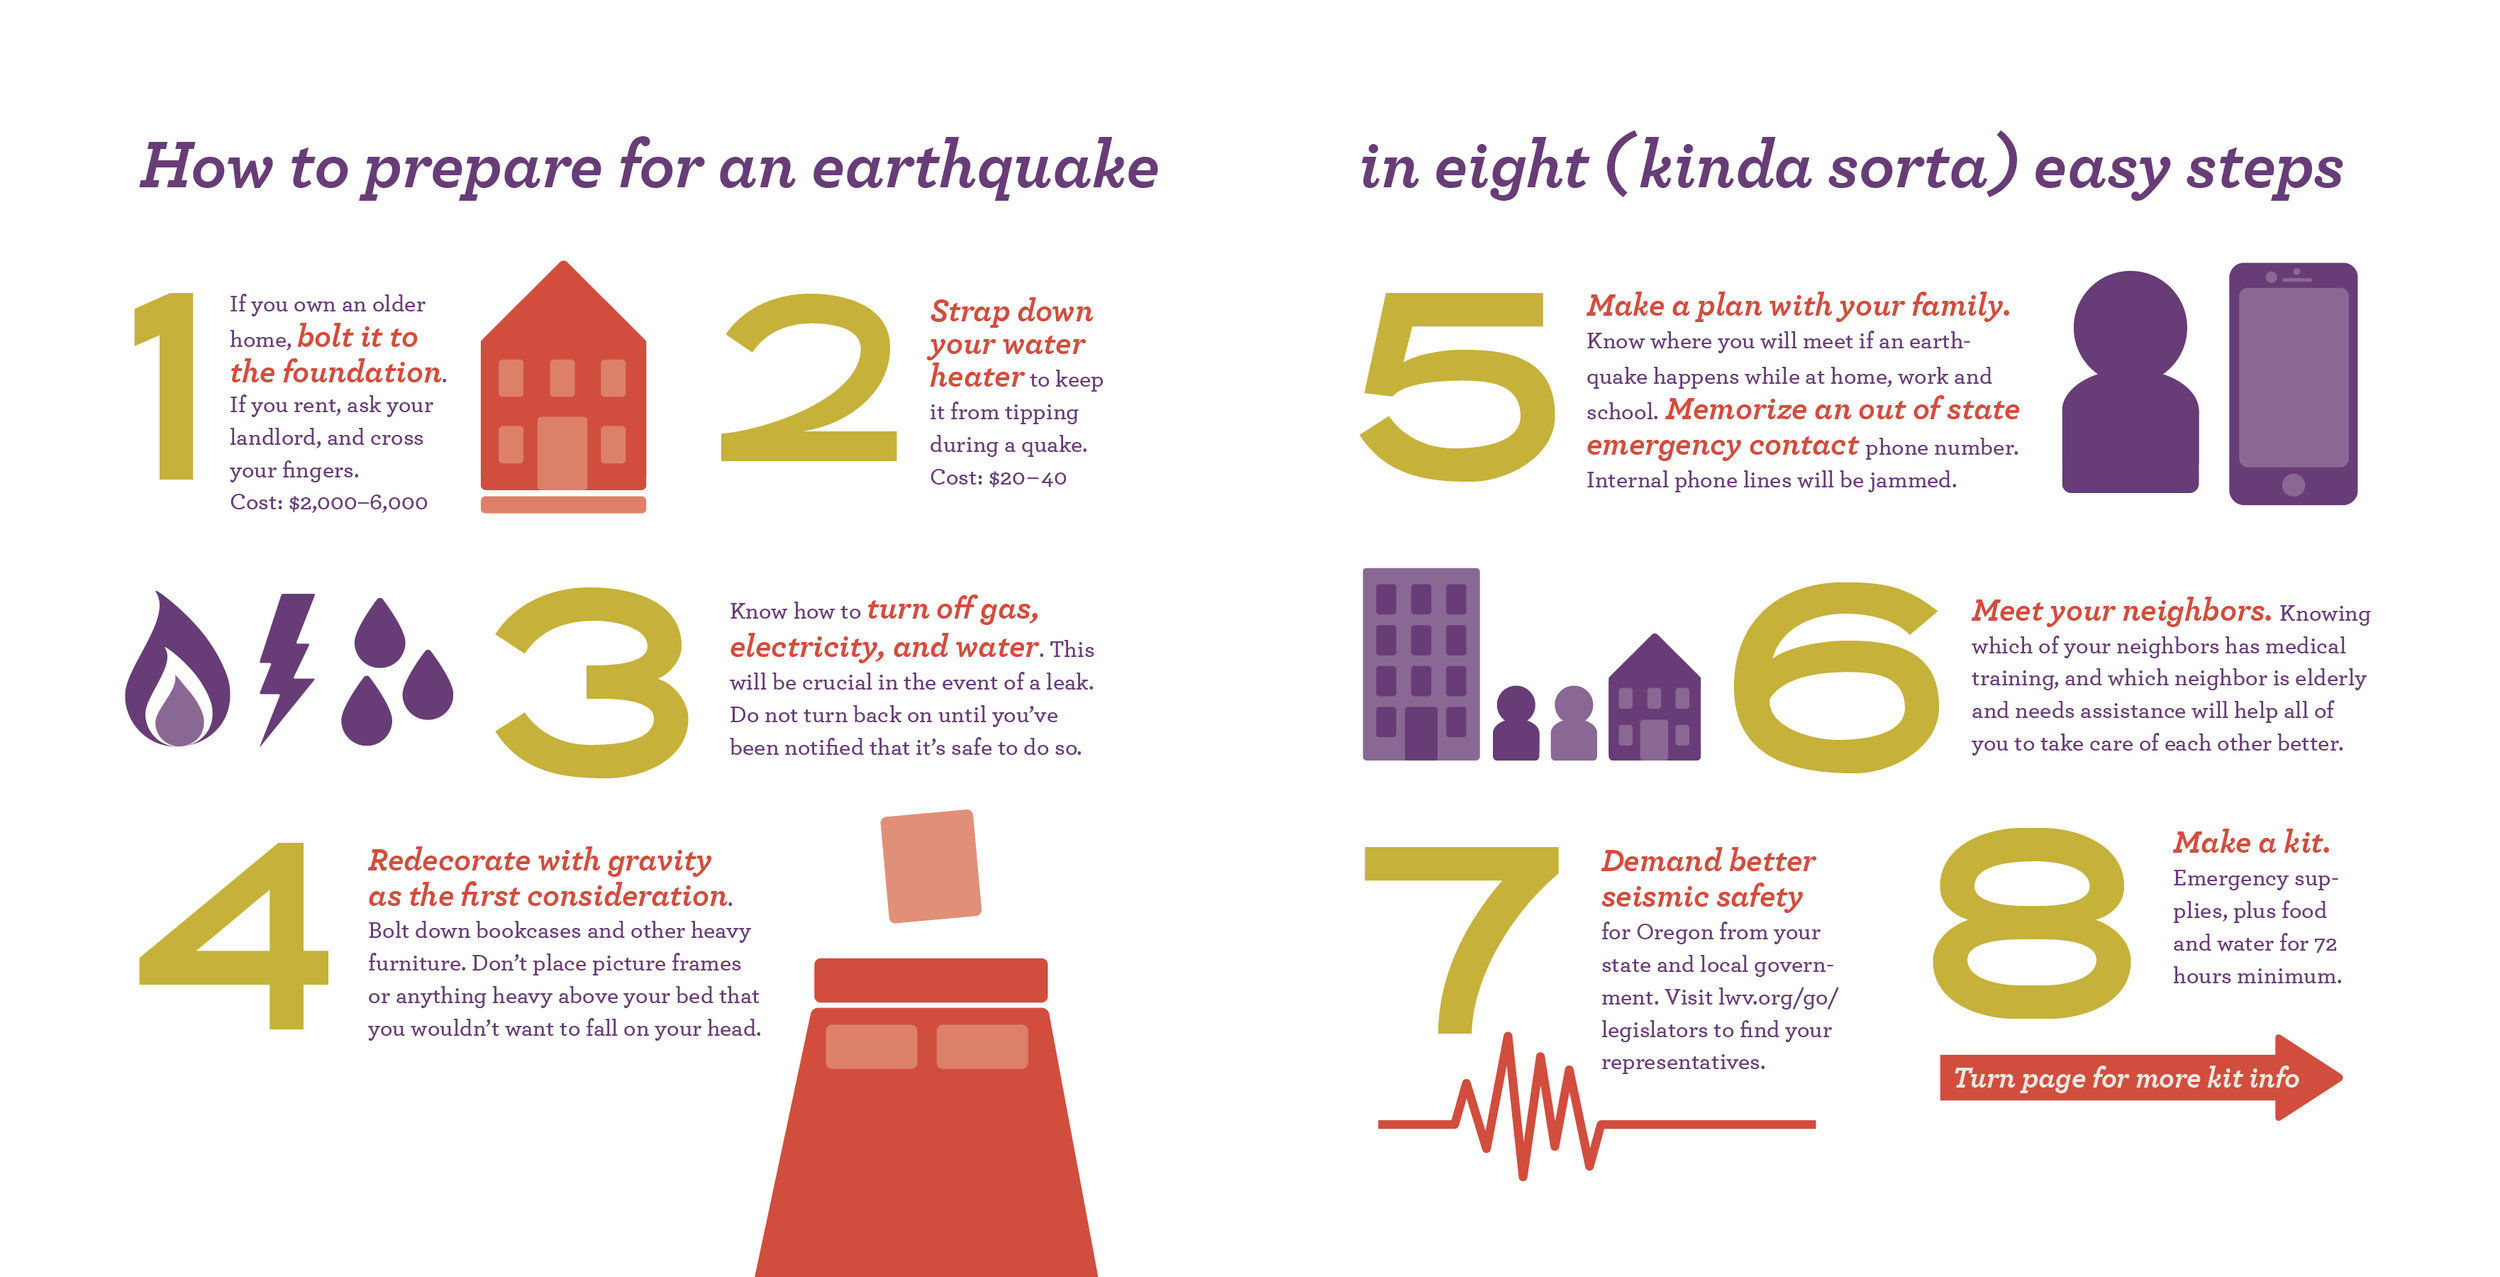 How to prepare for an earthquake
in eight (kinda sorta) easy steps
1
If you own an older
home, bolt it to
the foundation.
If you rent, ask your
landlord, and cross
your fingers.
Cost: $2,000–6,000
2
Strap down
your water
heater to keep
it from tipping
during a quake.
Cost: $20–40
3
Know how to turn off gas,
electricity, and water. This
will be crucial in the event of a leak.
Do not turn back on until you’ve
been notified that it’s safe to do so.
4
Redecorate with gravity
as the first consideration.
Bolt down bookcases and other heavy
furniture. Don’t place picture frames
or anything heavy above your bed that
you wouldn’t want to fall on your head.
5
Make a plan with your family.
Know where you will meet if an earth-
quake happens while at home, work and
school. Memorize an out of state
emergency contact phone number.
Internal phone lines will be jammed.
6
Meet your neighbors. Knowing
which of your neighbors has medical
training, and which neighbor is elderly
and needs assistance will help all of
you to take care of each other better.
7
Demand better
seismic safety
for Oregon from your
state and local govern-
ment. Visit lwv.org/go/
legislators to find your
representatives.
8
Make a kit.
Emergency sup-
plies, plus food
and water for 72
hours minimum.
Turn page for more kit info